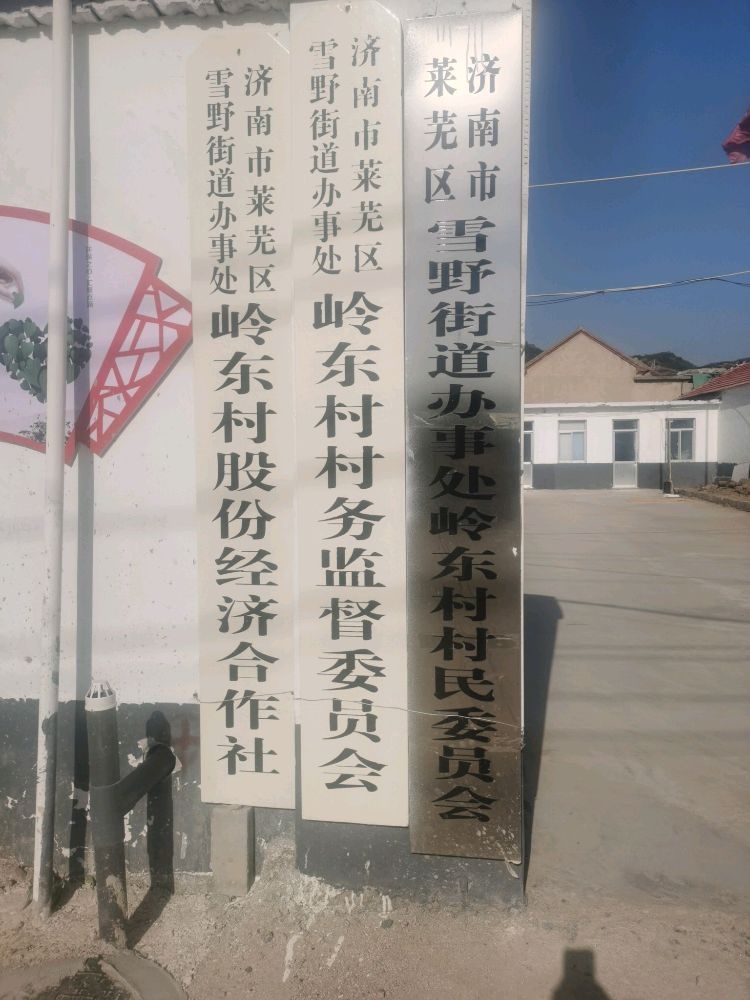 济南市
莱芜区
雪野街道办事处岭东村村民委员会
济南市莱芜区
雪野街道办事处
岭东村村务监督委员会
济南市莱芜区
雪野街道办事处
岭东村股份经济合作社